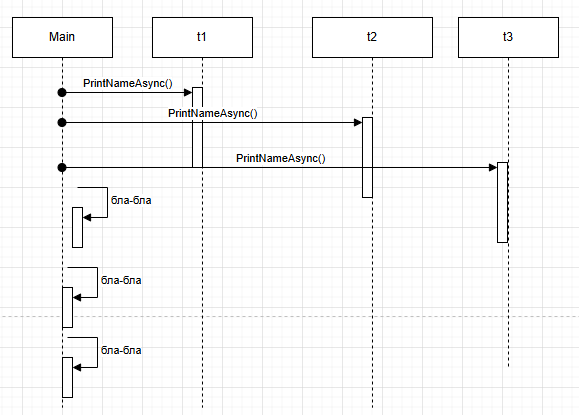 Main
t1
t2
t3
PrintNameAsync()
PrintNameAsync()
PrintNameAsync()
бла-бла
бла-бла
бла-бла